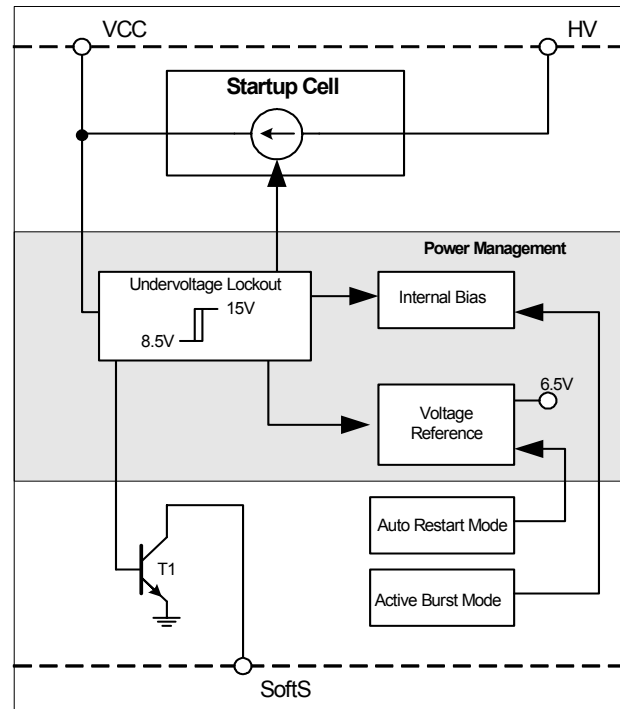 VCC
HV
Startup Cell
Power Management
Undervoltage Lockout
15V
8.5V
Internal Bias
6.5V
Voltage
Reference
Auto Restart Mode
T1
Active Burst Mode
SoftS